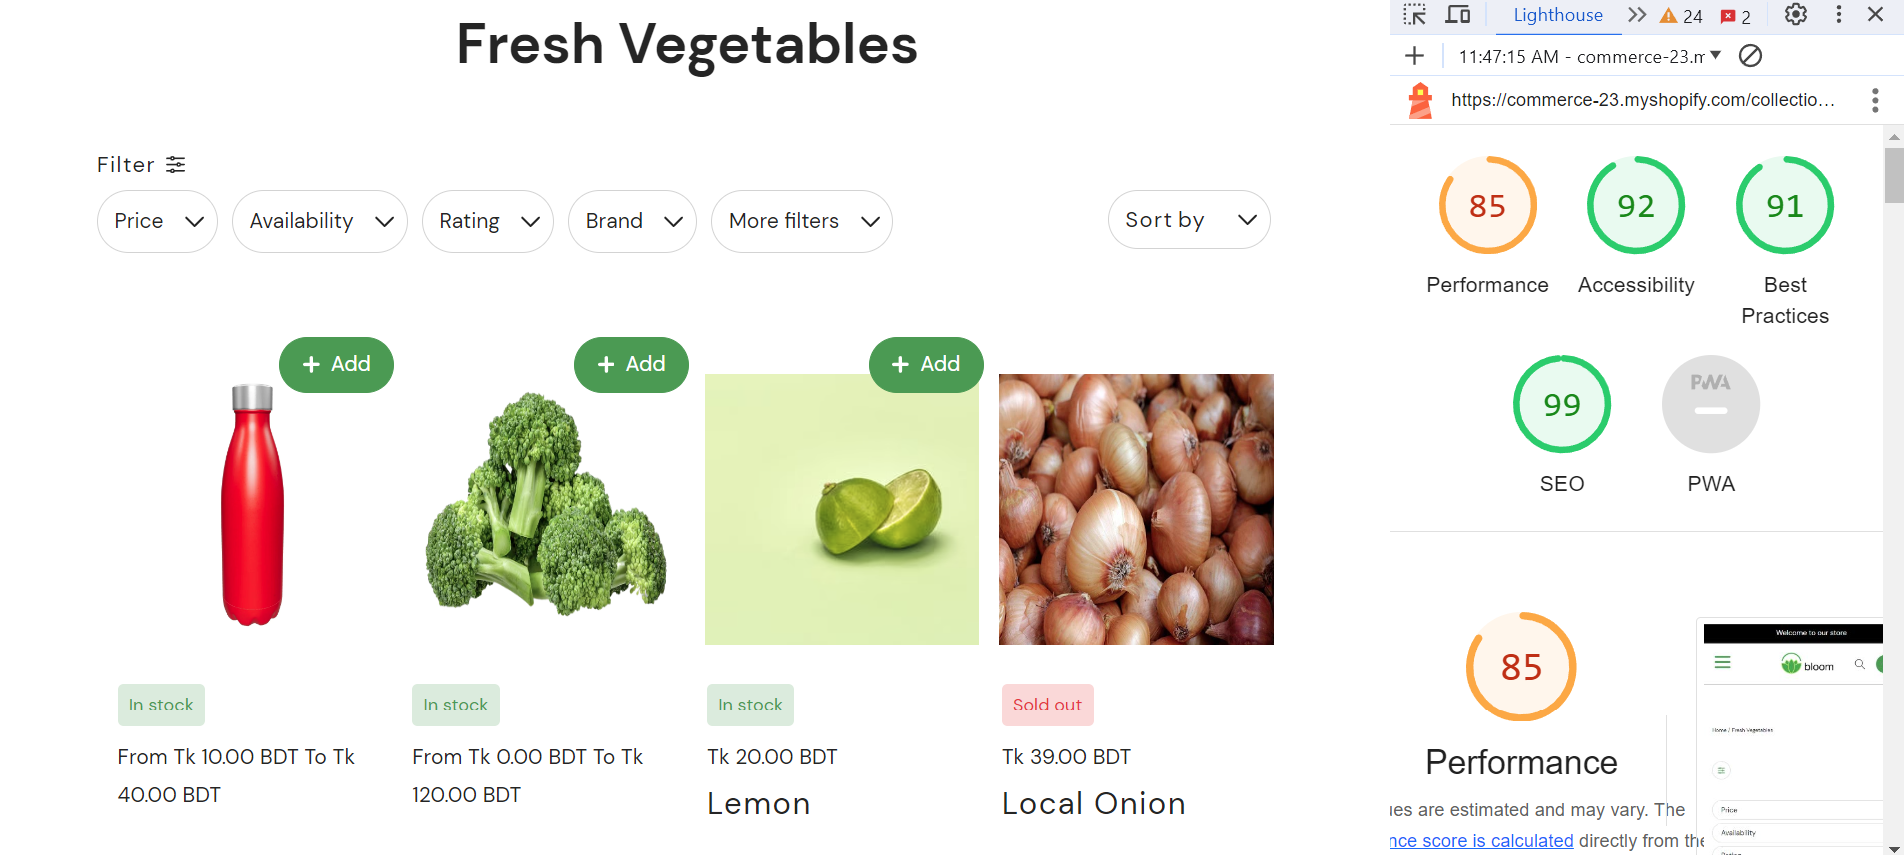 Fresh Vegetables
Filter
Price
Availability
Rating
Brand
More filters
Sort by
+ Add
+ Add
+ Add
In stock
In stock
In stock
Sold out
From Tk 10.00 BDT To Tk
40.00 BDT
From Tk 0.00 BDT To Tk
120.00 BDT
Tk 20.00 BDT
Lemon
Tk 39.00 BDT
Local Onion
Lighthouse
24
2
11:47:15 AM - commerce-23.m
https://commerce-23.myshopify.com/collectio...
85
Performance
92
Accessibility
91
Best
Practices
99
SEO
PWA
PWA
85
Performance
are estimated and may vary. The
score is calculated directly from the
Welcome to our store
bloom
Home / Fresh Vegetables
Price
Availability